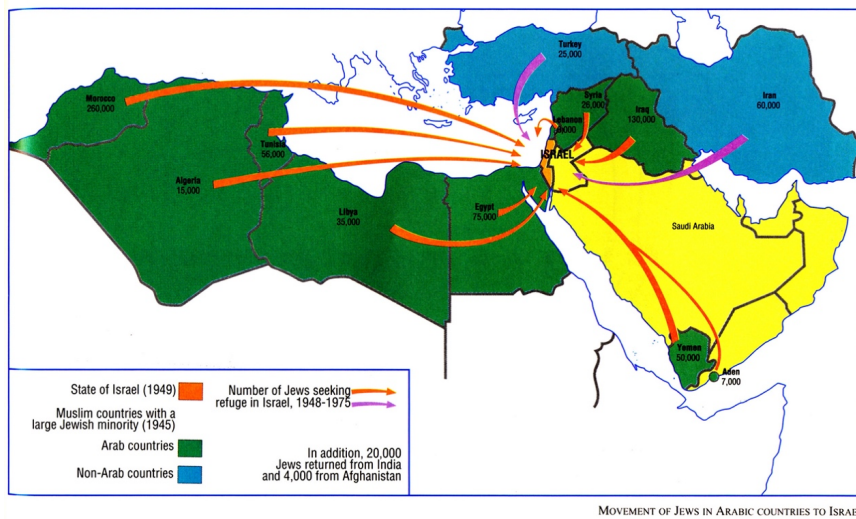 Turkey
25,000
Morocco
260,000
Syria
26,000
Iraq
130,000
Iran
60,000
Lebanon
Tunisia
56,000
ISRAEL
Algeria
15,000
Libya
35,000
Egypt
75,000
Saudi Arabia
Yemen
50,000
Aden
7,000
State of Israel (1949)
Muslim countries with a
large Jewish minority (1945)
Arab countries
Non-Arab countries
Number of Jews seeking
refuge in Israel, 1948-1975
In addition, 20,000
Jews returned from India
and 4,000 from Afghanistan
MOVEMENT OF JEWS IN ARABIC COUNTRIES TO ISRAE